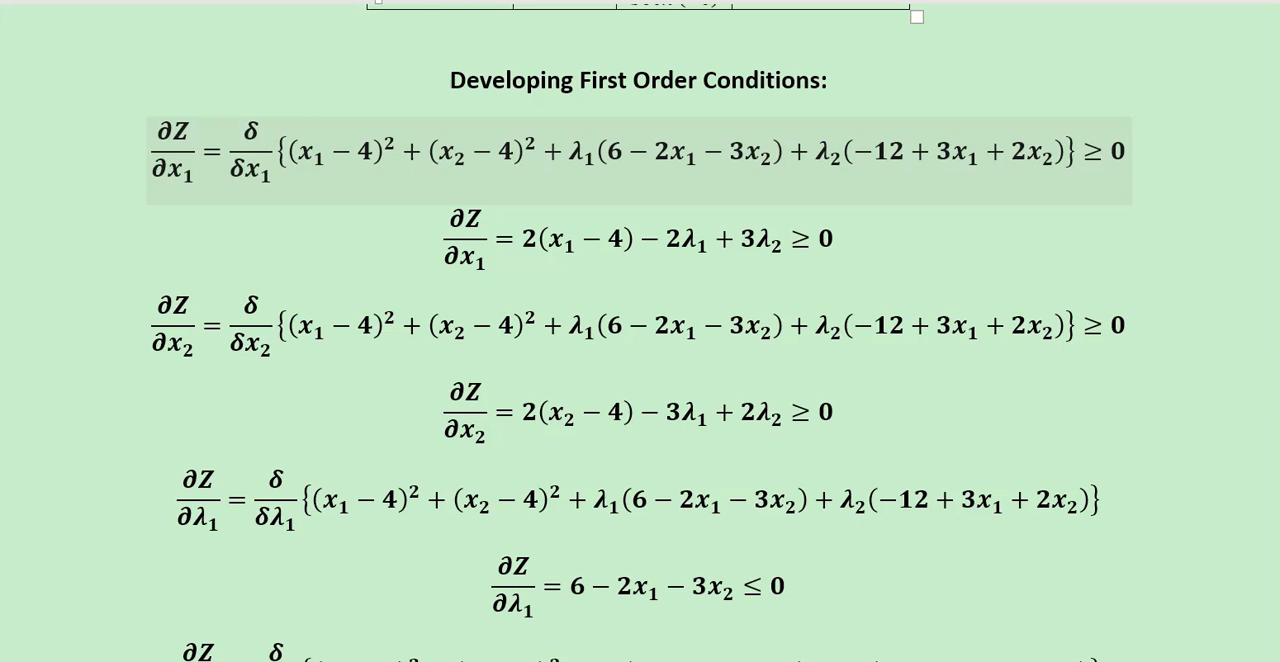 Developing First Order Conditions:
∂Z/∂x₁ = δ/δx₁ {(x₁ − 4)² + (x₂ − 4)² + λ₁(6 − 2x₁ − 3x₂) + λ₂(−12 + 3x₁ + 2x₂)} ≥ 0
∂Z/∂x₁ = 2(x₁ − 4) − 2λ₁ + 3λ₂ ≥ 0
∂Z/∂x₂ = δ/δx₂ {(x₁ − 4)² + (x₂ − 4)² + λ₁(6 − 2x₁ − 3x₂) + λ₂(−12 + 3x₁ + 2x₂)} ≥ 0
∂Z/∂x₂ = 2(x₂ − 4) − 3λ₁ + 2λ₂ ≥ 0
∂Z/∂λ₁ = δ/δλ₁ {(x₁ − 4)² + (x₂ − 4)² + λ₁(6 − 2x₁ − 3x₂) + λ₂(−12 + 3x₁ + 2x₂)}
∂Z/∂λ₁ = 6 − 2x₁ − 3x₂ ≤ 0
∂Z δ